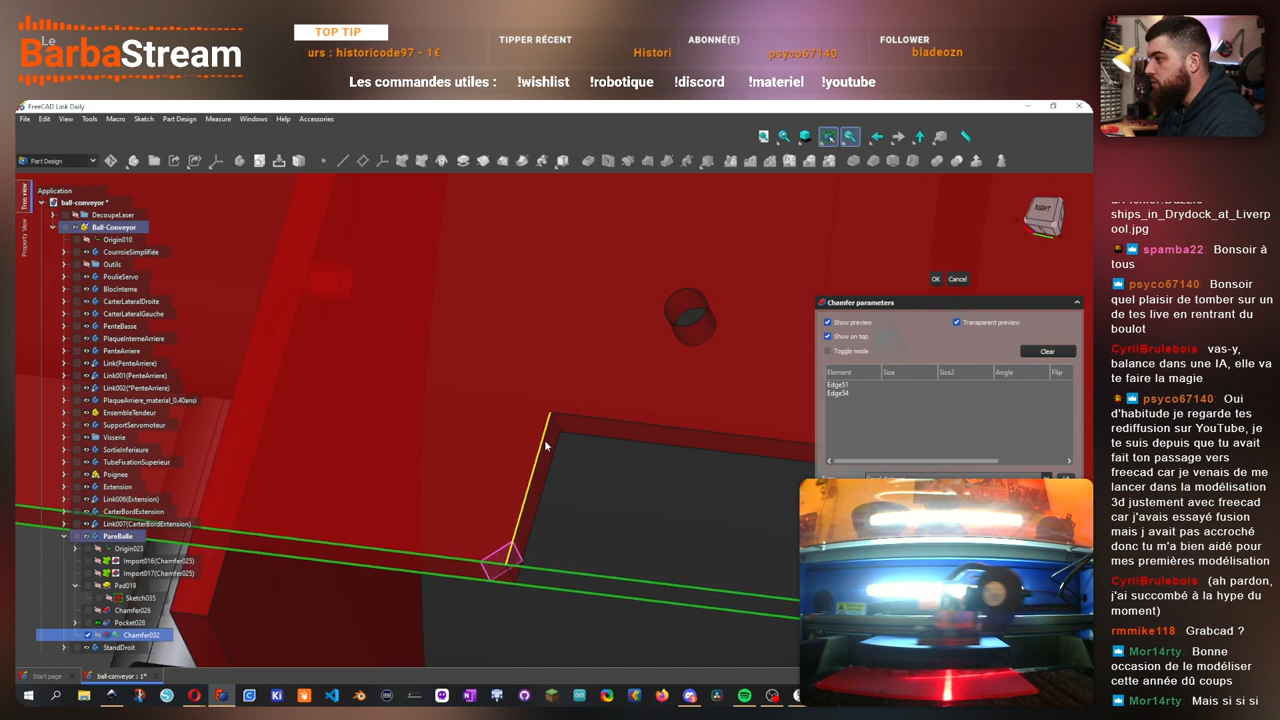 Le
BarbaStream
TOP TIP
urs : historicode97 - 1€
TIPPER RÉCENT
Histori
ABONNÉ(E)
psyco67140
FOLLOWER
bladeozn
Les commandes utiles : !wishlist !robotique !discord !materiel !youtube
FreeCAD Link Daily
File Edit View Tools Macro Sketch Part Design Measure Windows Help Accessories
Part Design
Tree view
Property View
Application
ball-conveyor *
DecoupeLaser
Ball-Conveyor
Origin010
CourroieSimplifiée
Outils
PoulieServo
BlocInterne
CarterLateralDroite
CarterLateralGauche
PenteBasse
PlaqueInterneArriere
PenteArriere
Link(PenteArriere)
Link001(PenteArriere)
Link002(*PenteArriere)
PlaqueArriere_material_0.40ansi
EnsembleTendeur
SupportServomoteur
Visserie
SortieInferieure
TubeFixationSuperieur
Poignee
Extension
Link006(Extension)
CarterBordExtension
Link007(CarterBordExtension)
PareBalle
Origin023
Import016(Chamfer025)
Import017(Chamfer025)
Pad019
Sketch035
Chamfer026
Pocket028
Chamfer032
StandDroit
RIGHT
OK Cancel
Chamfer parameters
Show preview Transparent preview
Show on top
Toggle mode Clear
Element Size Size2 Angle Flip
Edge51
Edge54
Start page
ball-conveyor : 1*
ships_in_Drydock_at_Liverp
ool.jpg
spamba22: Bonsoir à
tous
psyco67140: Bonsoir
quel plaisir de tomber sur un
de tes live en rentrant du
boulot
CyrilBrulebois: vas-y,
balance dans une IA, elle va
te faire la magie
psyco67140: Oui
d'habitude je regarde tes
rediffusion sur YouTube, je
te suis depuis que tu avait
fait ton passage vers
freecad car je venais de me
lancer dans la modélisation
3d justement avec freecad
car j'avais essayé fusion
mais j avait pas accroché
donc tu m'a bien aidé pour
mes premières modélisation
CyrilBrulebois: (ah pardon,
j'ai succombé à la hype du
moment)
rmmike118: Grabcad ?
Mor14rty: Bonne
occasion de le modéliser
cette année dû coups
Mor14rty: Mais si si si